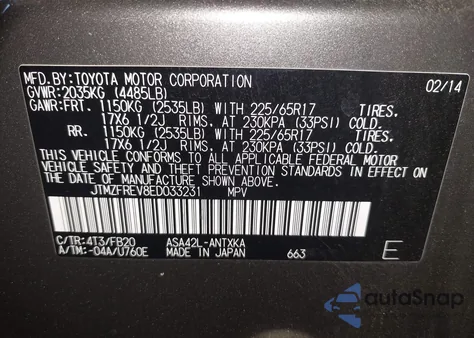 MFD. BY: TOYOTA MOTOR CORPORATION 02/14
GVWR: 2035KG (4485LB)
GAWR: FRT. 1150KG (2535LB) WITH 225/65R17 TIRES.
17X6 1/2J RIMS. AT 230KPA (33PSI) COLD.
RR. 1150KG (2535LB) WITH 225/65R17 TIRES.
17X6 1/2J RIMS. AT 230KPA (33PSI) COLD.
THIS VEHICLE CONFORMS TO ALL APPLICABLE FEDERAL MOTOR
VEHICLE SAFETY AND THEFT PREVENTION STANDARDS IN EFFECT ON
THE DATE OF MANUFACTURE SHOWN ABOVE.
JTMZFREV8ED033231 MPV
C/TR: 4T3/FB20 ASA42L-ANTXKA
A/TM: -04A/U760E MADE IN JAPAN 663 E
autoSnap